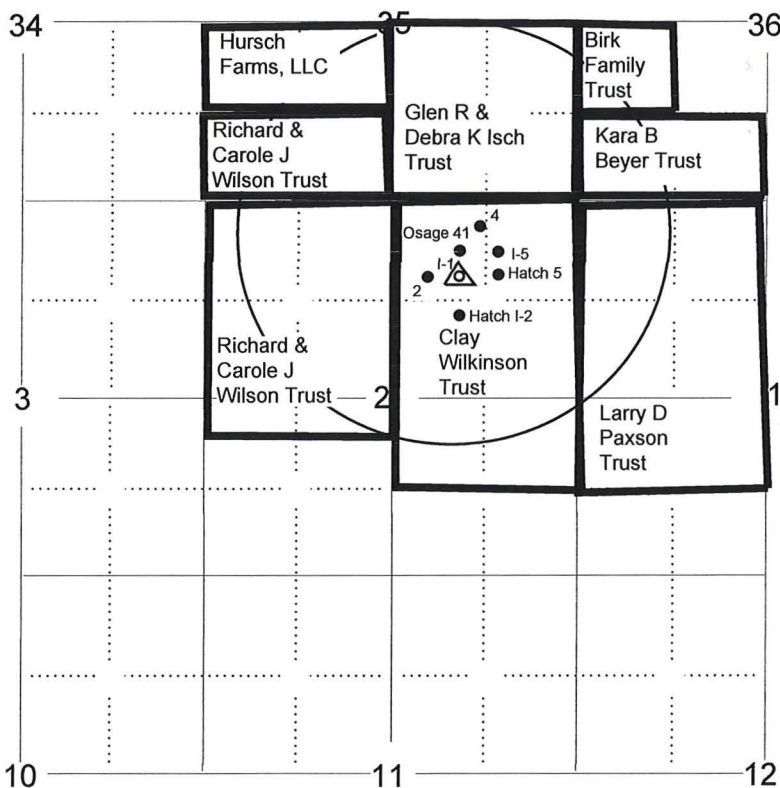 34
35
36
Hursch
Farms, LLC
Birk
Family
Trust
Glen R &
Debra K Isch
Trust
Richard &
Carole J
Wilson Trust
Kara B
Beyer Trust
4
Osage 41
I-5
I-1
Hatch 5
2
Hatch I-2
Clay
Wilkinson
Trust
Richard &
Carole J
Wilson Trust
3
2
1
Larry D
Paxson
Trust
10
11
12